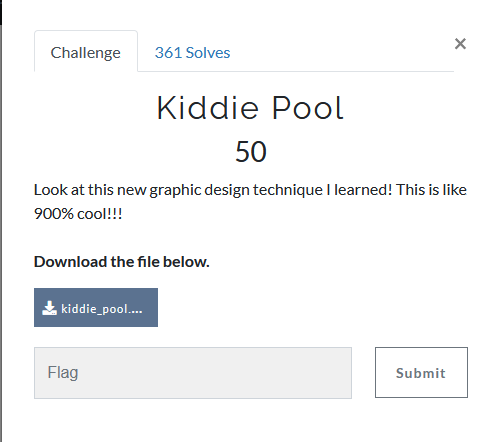 Challenge
361 Solves
×
Kiddie Pool
50
Look at this new graphic design technique I learned! This is like
900% cool!!!
Download the file below.
kiddie_pool....
Flag
Submit